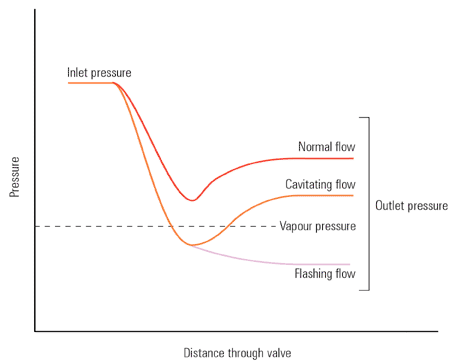 Inlet pressure
Normal flow
Cavitating flow
Outlet pressure
Vapour pressure
Flashing flow
Pressure
Distance through valve